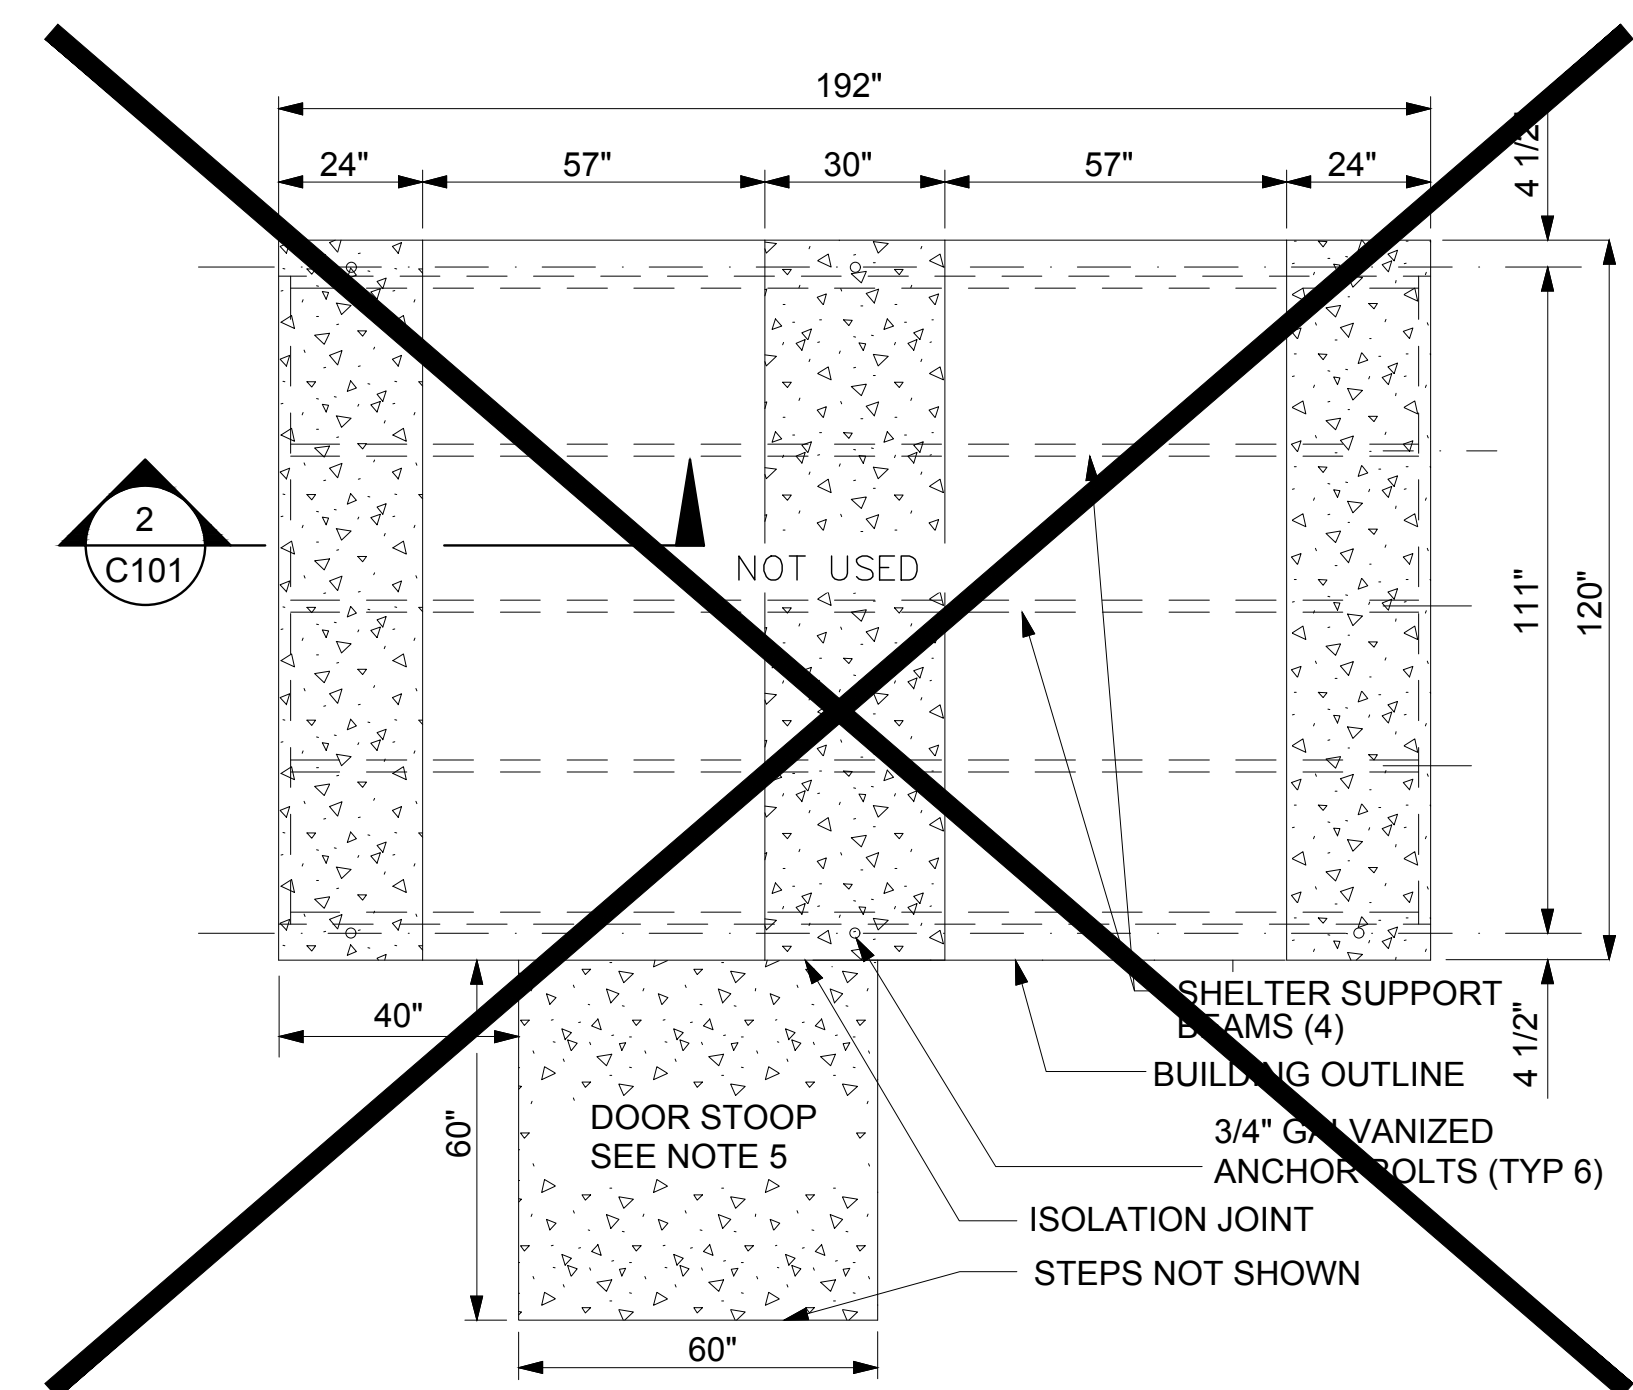 192"
24"
57"
30"
57"
24"
4 1/2"
2
C101
NOT USED
111"
120"
40"
60"
SHELTER SUPPORT
BEAMS (4)
BUILDING OUTLINE
4 1/2"
DOOR STOOP
SEE NOTE 5
3/4" GALVANIZED
ANCHOR BOLTS (TYP 6)
ISOLATION JOINT
STEPS NOT SHOWN
60"